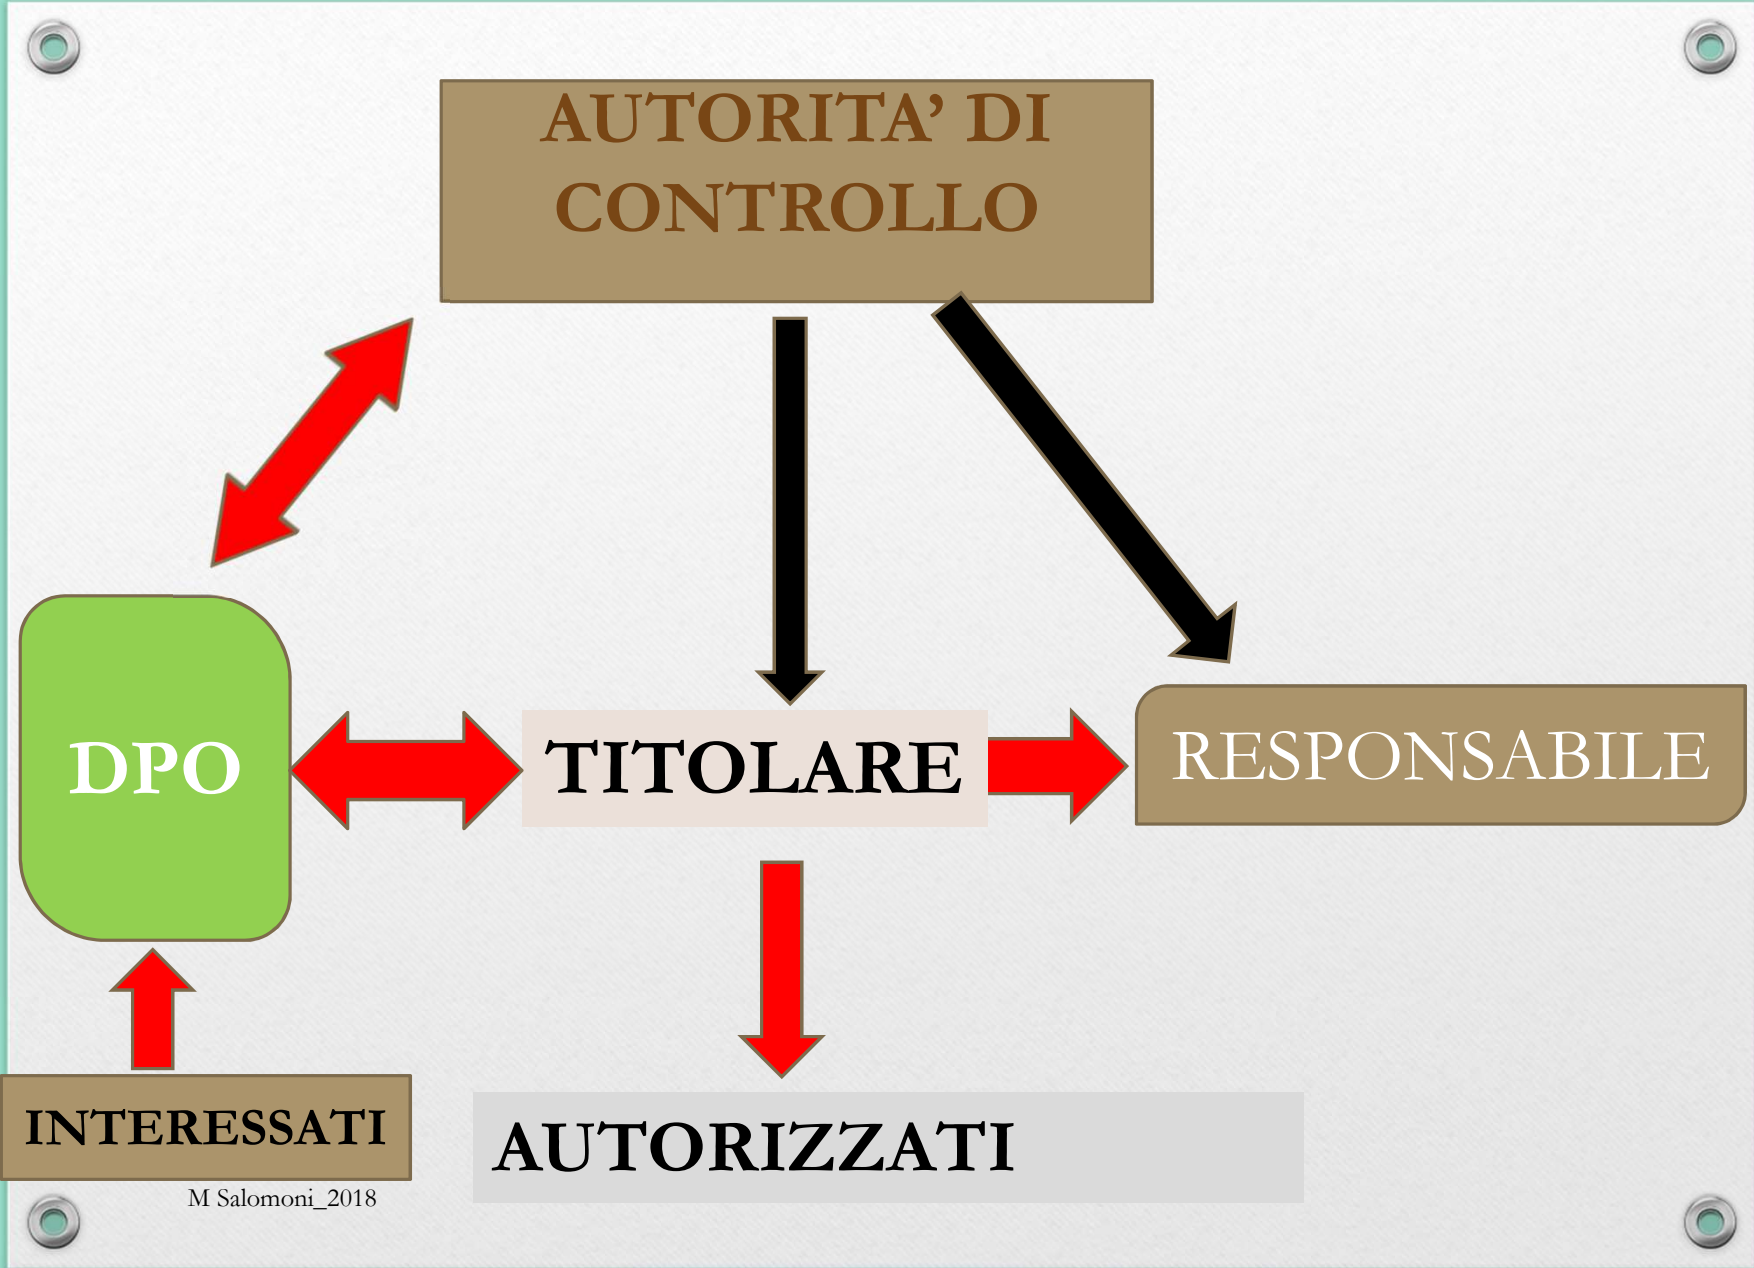 AUTORITA’ DI
CONTROLLO
DPO
TITOLARE
RESPONSABILE
INTERESSATI
AUTORIZZATI
M Salomoni_2018